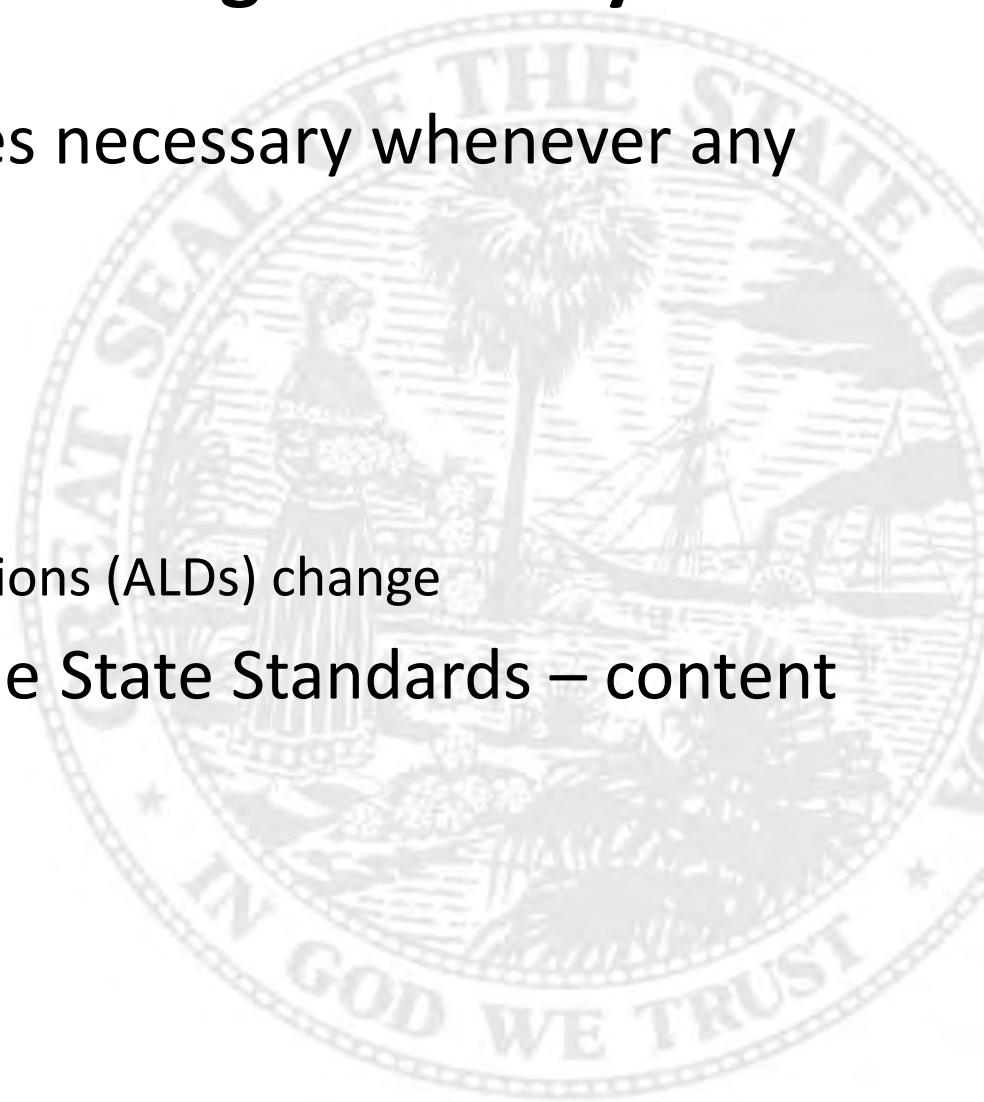 es necessary whenever any
ions (ALDs) change
e State Standards – content
GREAT SEAL OF THE STATE OF
IN GOD WE TRUST